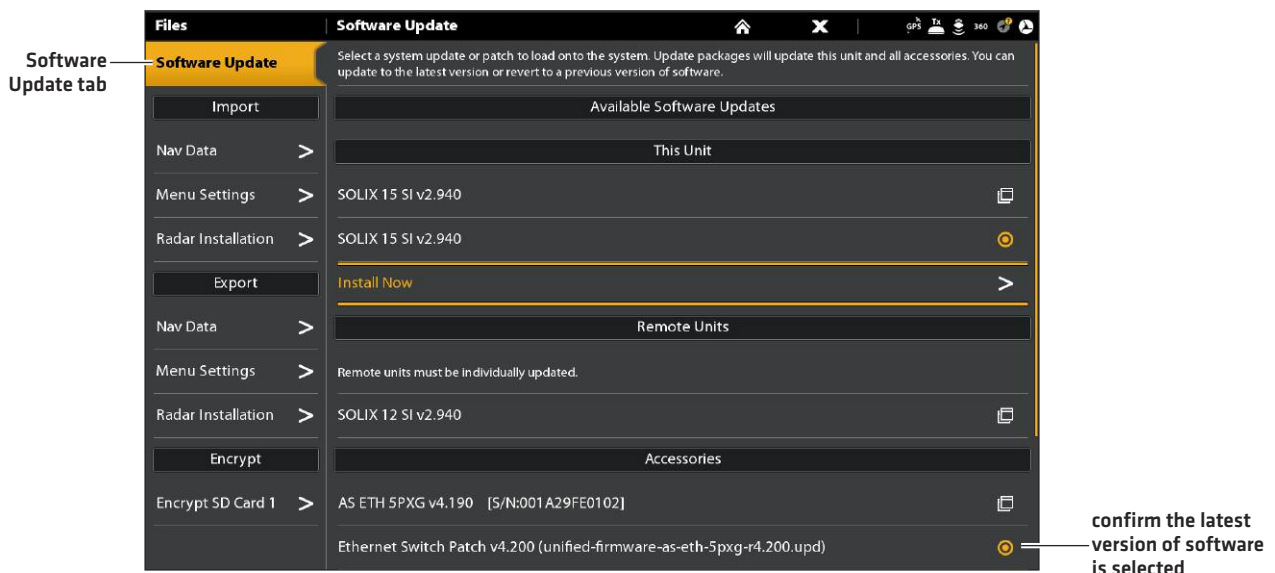 Files
Software Update
GPS Tx 360
Software
Update tab
Software Update
Select a system update or patch to load onto the system. Update packages will update this unit and all accessories. You can
update to the latest version or revert to a previous version of software.
Import
Nav Data >
Menu Settings >
Radar Installation >
Export
Nav Data >
Menu Settings >
Radar Installation >
Encrypt
Encrypt SD Card 1 >
Available Software Updates
This Unit
SOLIX 15 SI v2.940
SOLIX 15 SI v2.940
Install Now >
Remote Units
Remote units must be individually updated.
SOLIX 12 SI v2.940
Accessories
AS ETH 5PXG v4.190 [S/N:001A29FE0102]
Ethernet Switch Patch v4.200 (unified-firmware-as-eth-5pxg-r4.200.upd)
confirm the latest
version of software
is selected